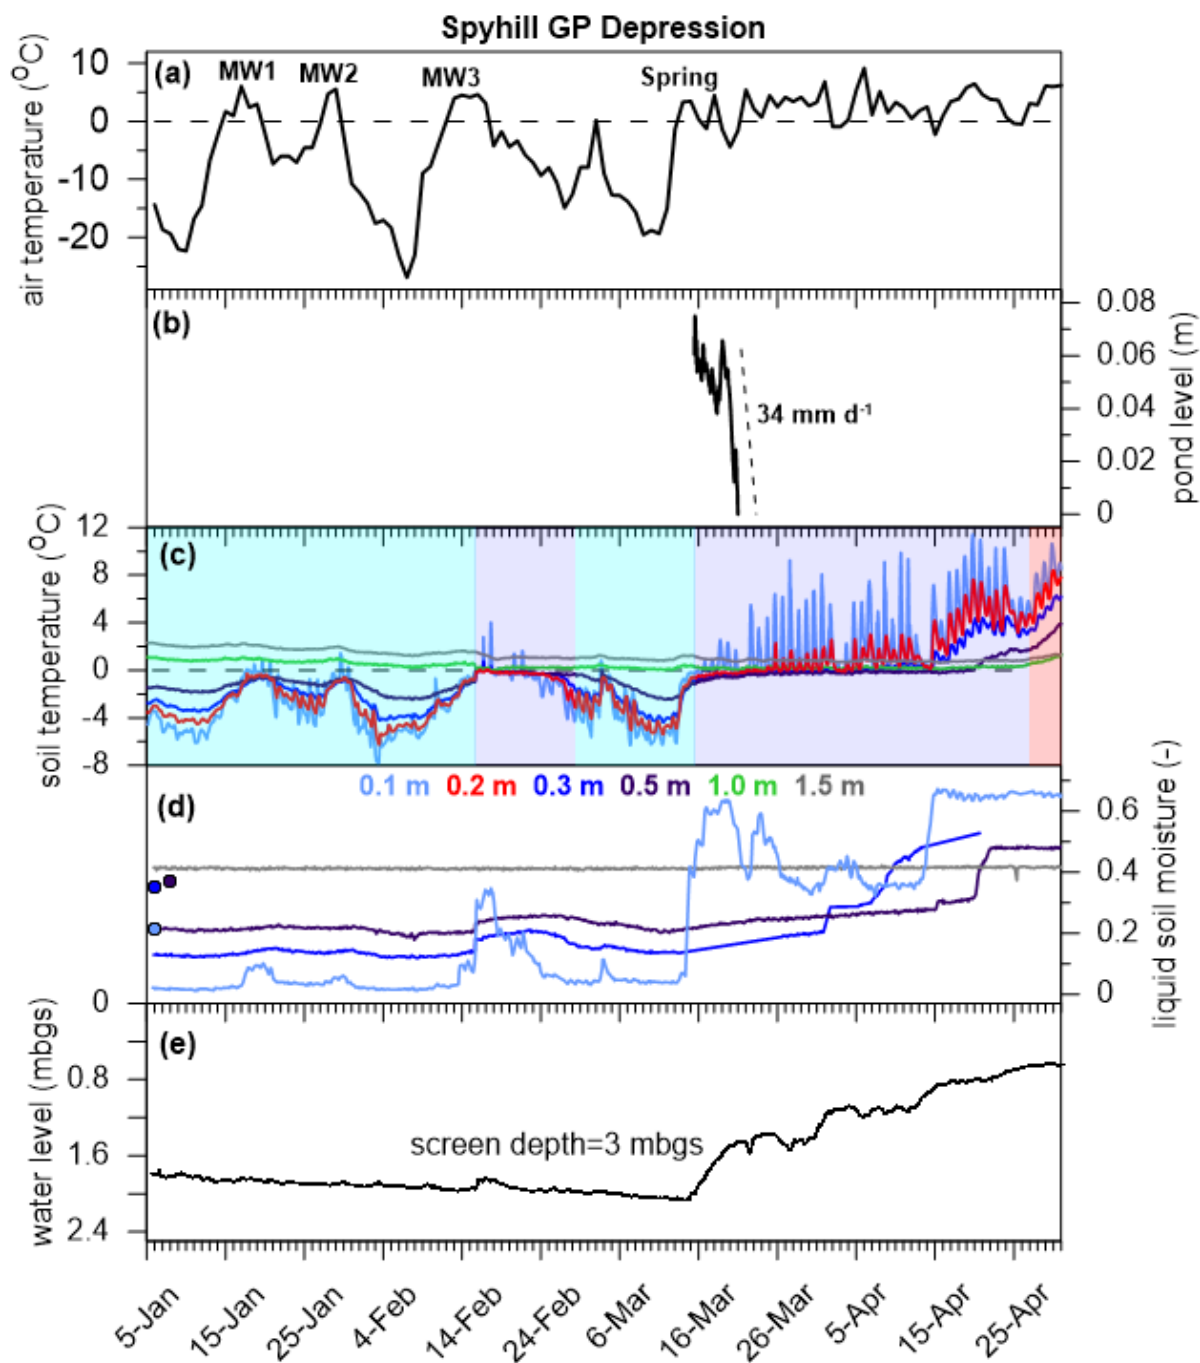 Spyhill GP Depression
(a)
MW1
MW2
MW3
Spring
air temperature (°C)
10
0
-10
-20
(b)
34 mm d⁻¹
pond level (m)
0.08
0.06
0.04
0.02
0
(c)
soil temperature (°C)
12
8
4
0
-4
-8
0.1 m 0.2 m 0.3 m 0.5 m 1.0 m 1.5 m
(d)
liquid soil moisture (-)
0.6
0.4
0.2
0
(e)
screen depth=3 mbgs
water level (mbgs)
0
0.8
1.6
2.4
5-Jan
15-Jan
25-Jan
4-Feb
14-Feb
24-Feb
6-Mar
16-Mar
26-Mar
5-Apr
15-Apr
25-Apr